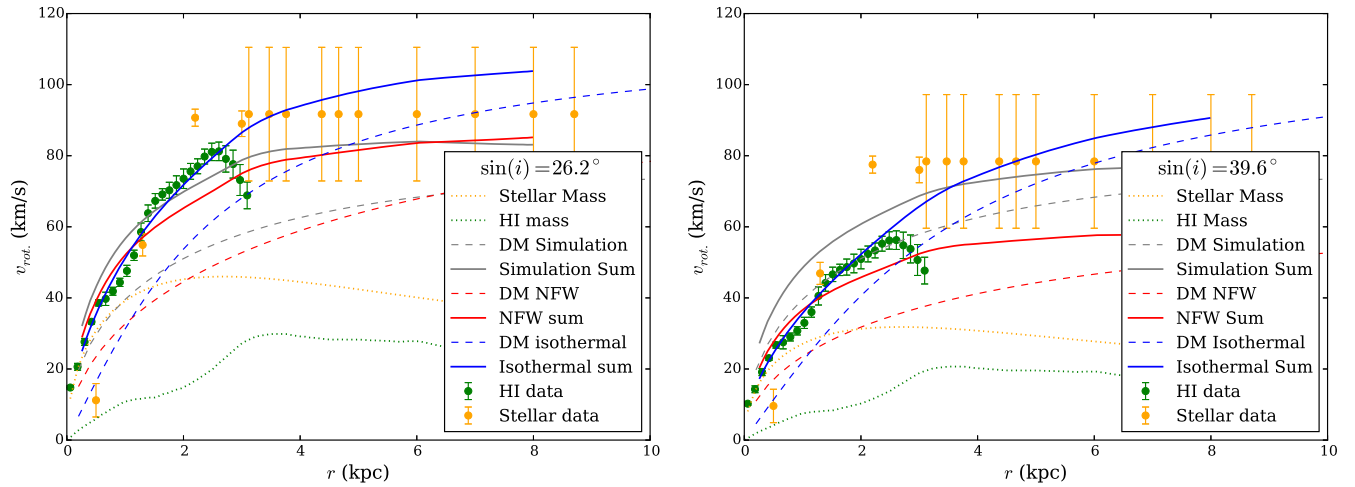 120
100
80
60
40
20
0
v_rot. (km/s)
0
2
4
6
8
10
r (kpc)
sin(i) = 26.2°
Stellar Mass
HI mass
DM Simulation
Simulation Sum
DM NFW
NFW sum
DM isothermal
Isothermal sum
HI data
Stellar data
120
100
80
60
40
20
0
v_rot. (km/s)
0
2
4
6
8
10
r (kpc)
sin(i) = 39.6°
Stellar Mass
HI Mass
DM Simulation
Simulation Sum
DM NFW
NFW Sum
DM Isothermal
Isothermal Sum
HI data
Stellar data